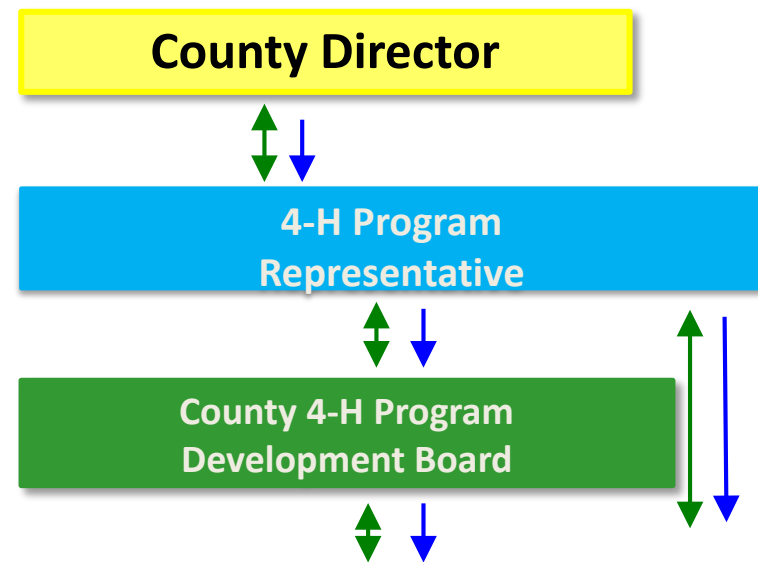 County Director
4-H Program
Representative
County 4-H Program
Development Board